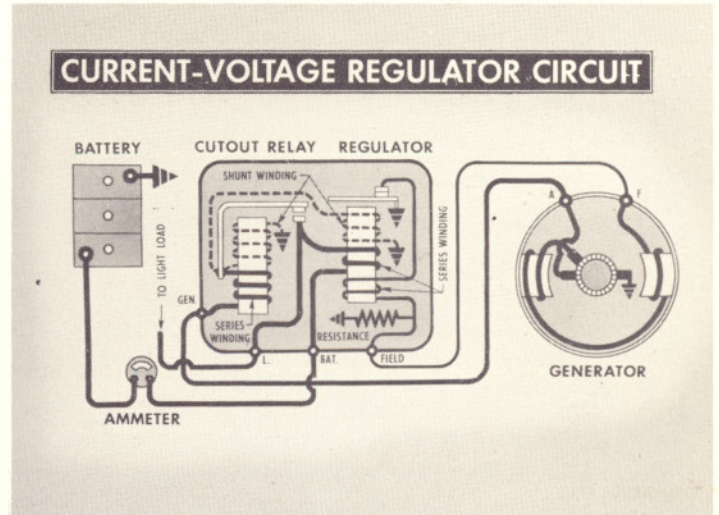 CURRENT-VOLTAGE REGULATOR CIRCUIT
BATTERY
CUTOUT RELAY
REGULATOR
SHUNT WINDING
SERIES WINDING
TO LIGHT LOAD
GEN.
SERIES
WINDING
RESISTANCE
L.
BAT.
FIELD
A
F
GENERATOR
AMMETER